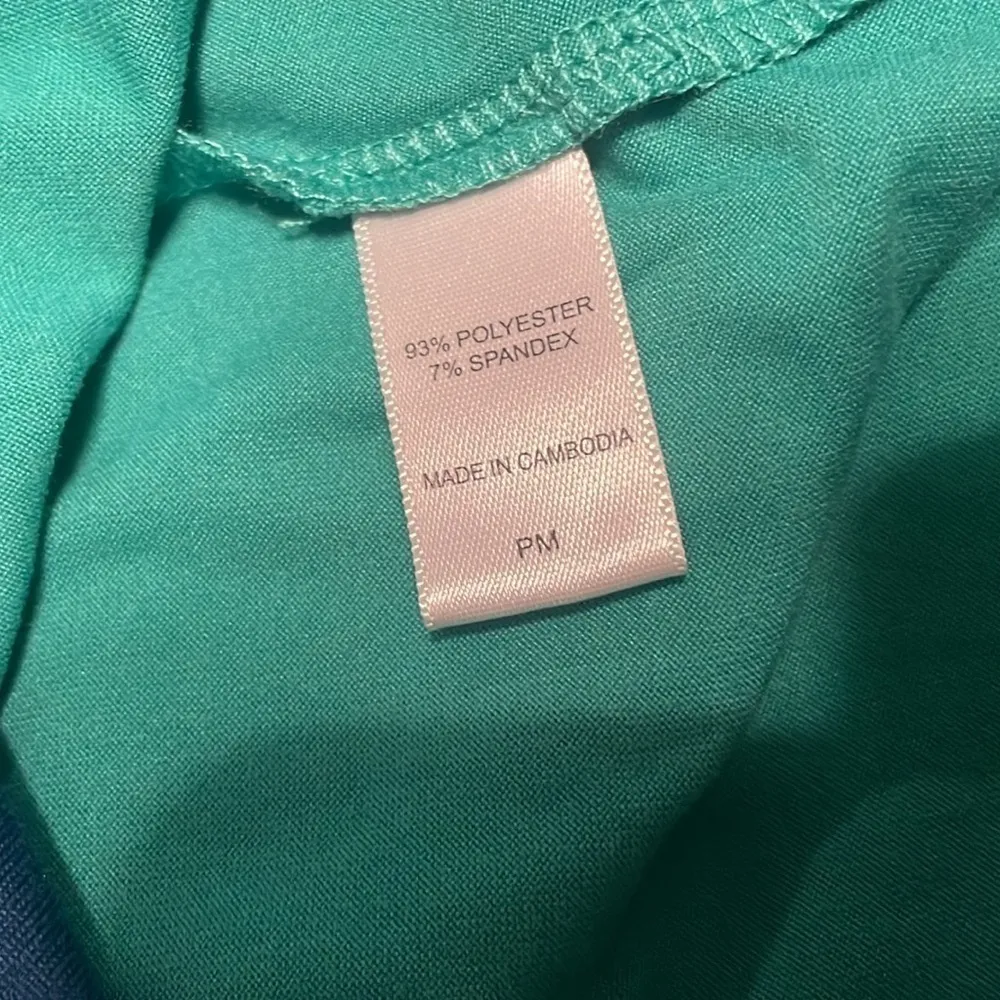 93% POLYESTER
7% SPANDEX
MADE IN CAMBODIA
PM